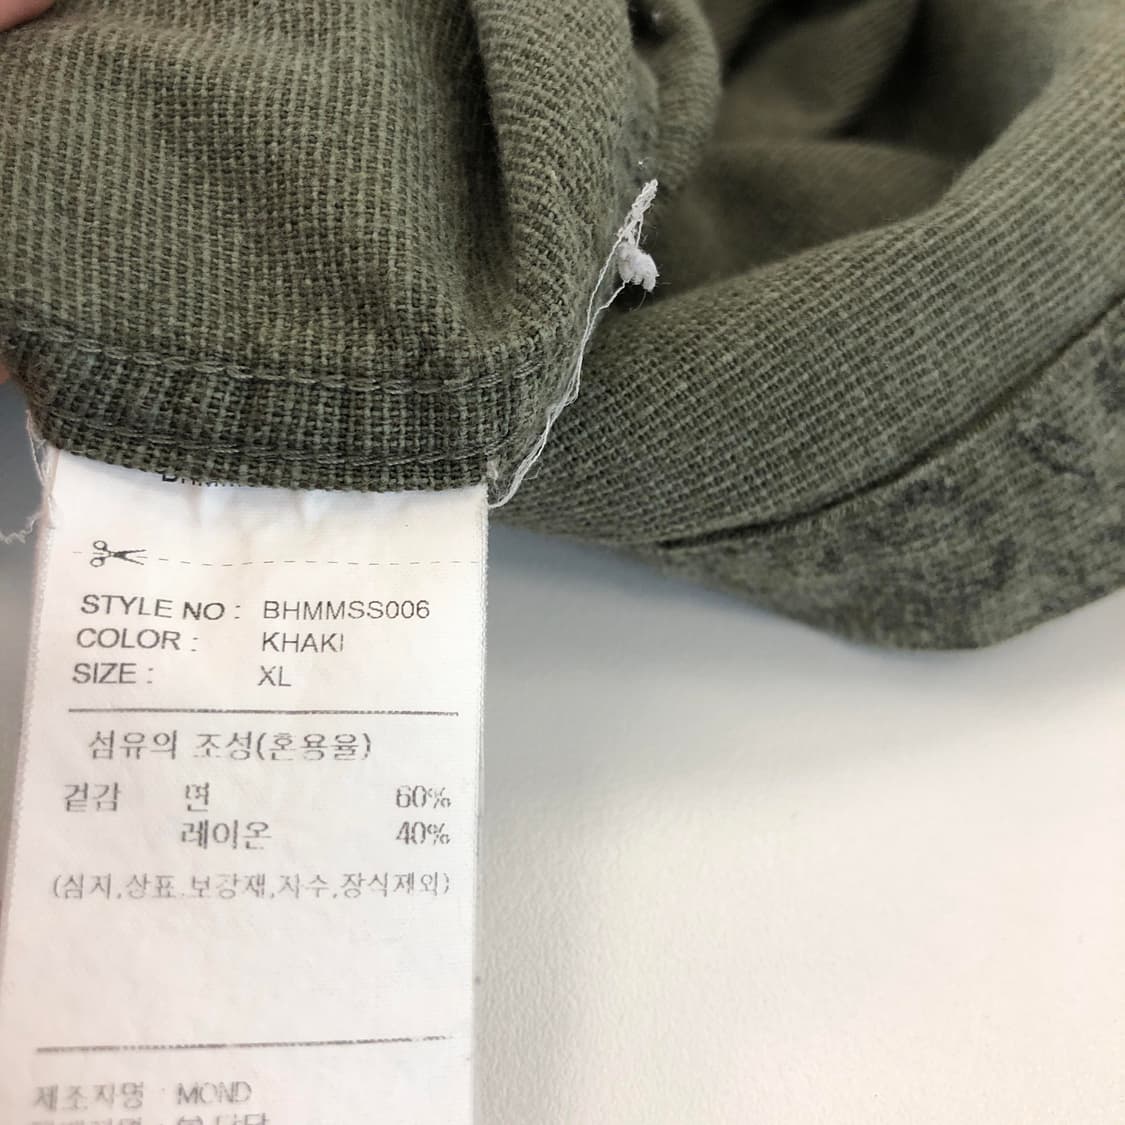 STYLE NO : BHMMSS006
COLOR : KHAKI
SIZE : XL
섬유의 조성(혼용율)
겉감 면 60%
레이온 40%
(심지,상표.보강재,자수,장식제외)
제조자명 : MOND